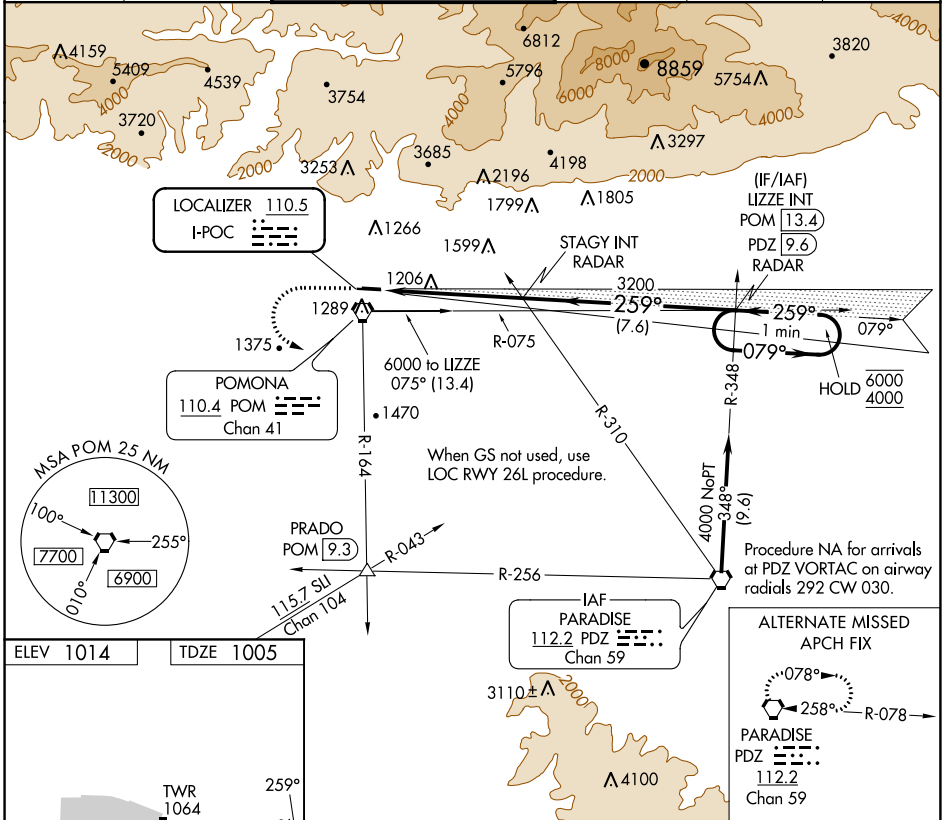 4159
5409
4000
4539
3720
2000
3754
3253
2000
3685
4000
6812
5796
6000
8000
8859
5754
3820
4000
4000
3297
4198
2000
2196
1799
1805
LOCALIZER 110.5
I-POC
1266
1599
1206
1289
1375
STAGY INT
RADAR
(IF/IAF)
LIZZE INT
POM 13.4
PDZ 9.6
RADAR
3200
259°
(7.6)
259°
1 min
079°
079°
HOLD
6000
4000
R-075
6000 to LIZZE
075° (13.4)
POMONA
110.4 POM
Chan 41
1470
R-164
R-310
R-348
When GS not used, use
LOC RWY 26L procedure.
4000 NoPT
348°
(9.6)
MSA POM 25 NM
11300
100°
255°
7700
6900
010°
PRADO
POM 9.3
R-043
R-256
115.7 SLI
Chan 104
Procedure NA for arrivals
at PDZ VORTAC on airway
radials 292 CW 030.
IAF
PARADISE
112.2 PDZ
Chan 59
ALTERNATE MISSED
APCH FIX
078°
258°
R-078
PARADISE
PDZ
112.2
Chan 59
3110±
2000
4100
ELEV 1014
TDZE 1005
TWR
1064
259°